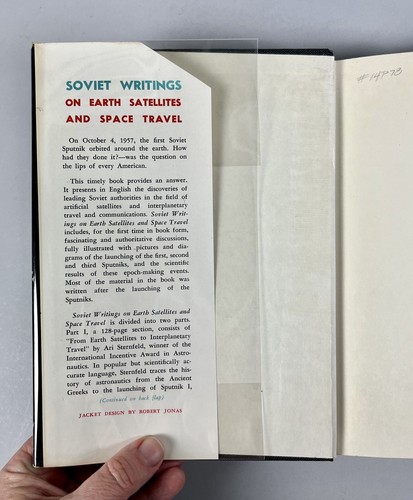 SOVIET WRITINGS
ON EARTH SATELLITES
AND SPACE TRAVEL
On October 4, 1957, the first Soviet
Sputnik orbited around the earth. How
had they done it?—was the question on
the lips of every American.
This timely book provides an answer.
It presents in English the discoveries of
leading Soviet authorities in the field of
artificial satellites and interplanetary
travel and communications. Soviet Writ-
ings on Earth Satellites and Space Travel
includes, for the first time in book form,
fascinating and authoritative discussions,
fully illustrated with pictures and dia-
grams of the launching of the first, second
and third Sputniks, and the scientific
results of these epoch-making events.
Most of the material in the book was
written after the launching of the
Sputniks.
Soviet Writings on Earth Satellites and
Space Travel is divided into two parts.
Part I, a 128-page section, consists of
"From Earth Satellites to Interplanetary
Travel" by Ari Sternfeld, winner of the
International Incentive Award in Astro-
nautics. In popular but scientifically ac-
curate language, Sternfeld traces the his-
tory of astronautics from the Ancient
Greeks to the launching of Sputnik I,
(Continued on back flap)
JACKET DESIGN BY ROBERT JONAS